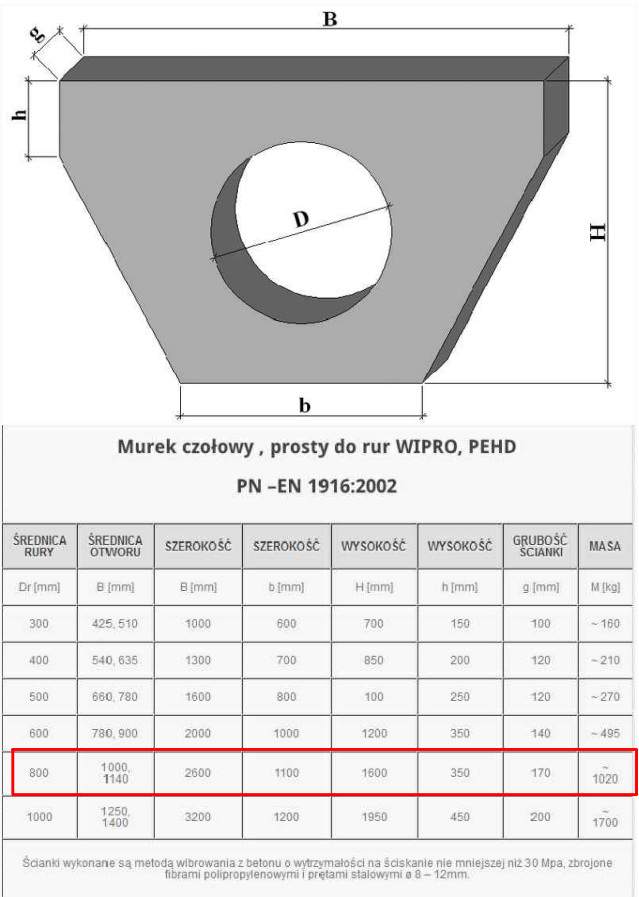 B
g
h
D
H
b
Murek czołowy , prosty do rur WIPRO, PEHD
PN –EN 1916:2002
ŚREDNICA RURY	ŚREDNICA OTWORU	SZEROKOŚĆ	SZEROKOŚĆ	WYSOKOŚĆ	WYSOKOŚĆ	GRUBOŚĆ ŚCIANKI	MASA
Dr [mm]	B [mm]	B [mm]	b [mm]	H [mm]	h [mm]	g [mm]	M [kg]
300	425, 510	1000	600	700	150	100	~ 160
400	540, 635	1300	700	850	200	120	~ 210
500	660, 780	1600	800	100	250	120	~ 270
600	780, 900	2000	1000	1200	350	140	~ 495
800	1000, 1140	2600	1100	1600	350	170	~ 1020
1000	1250, 1400	3200	1200	1950	450	200	~ 1700
Ścianki wykonane są metodą wibrowania z betonu o wytrzymałości na ściskanie nie mniejszej niż 30 Mpa, zbrojone
fibrami polipropylenowymi i prętami stalowymi ø 8 – 12mm.